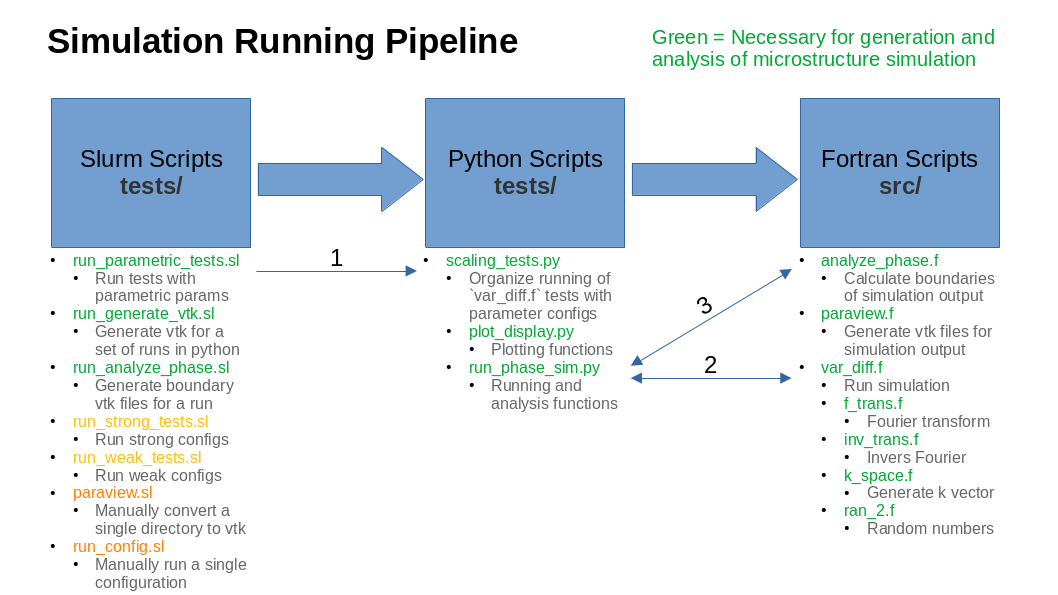 Simulation Running Pipeline
Green = Necessary for generation and
analysis of microstructure simulation
Slurm Scripts
tests/
Python Scripts
tests/
Fortran Scripts
src/
run_parametric_tests.sl
Run tests with
parametric params
run_generate_vtk.sl
Generate vtk for a
set of runs in python
run_analyze_phase.sl
Generate boundary
vtk files for a run
run_strong_tests.sl
Run strong configs
run_weak_tests.sl
Run weak configs
paraview.sl
Manually convert a
single directory to vtk
run_config.sl
Manually run a single
configuration
1
scaling_tests.py
Organize running of
`var_diff.f` tests with
parameter configs
plot_display.py
Plotting functions
run_phase_sim.py
Running and
analysis functions
3
2
analyze_phase.f
Calculate boundaries
of simulation output
paraview.f
Generate vtk files for
simulation output
var_diff.f
Run simulation
f_trans.f
Fourier transform
inv_trans.f
Invers Fourier
k_space.f
Generate k vector
ran_2.f
Random numbers